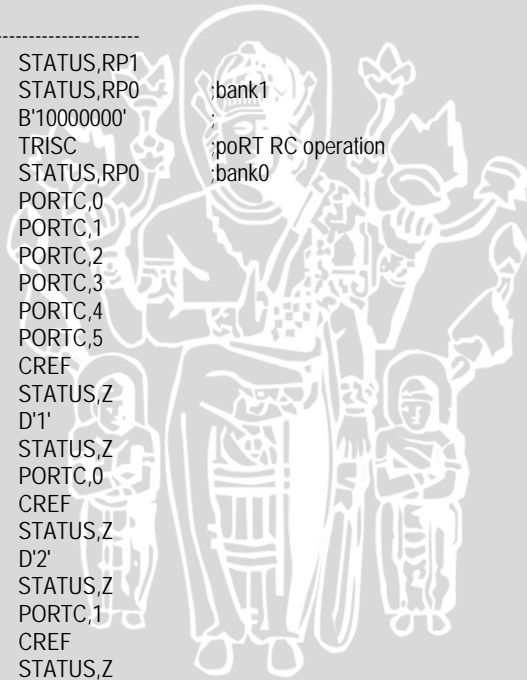 ---------------------
STATUS,RP1
STATUS,RP0 ;bank1
B'10000000' ;
TRISC ;poRT RC operation
STATUS,RP0 ;bank0
PORTC,0
PORTC,1
PORTC,2
PORTC,3
PORTC,4
PORTC,5
CREF
STATUS,Z
D'1'
STATUS,Z
PORTC,0
CREF
STATUS,Z
D'2'
STATUS,Z
PORTC,1
CREF
STATUS,Z